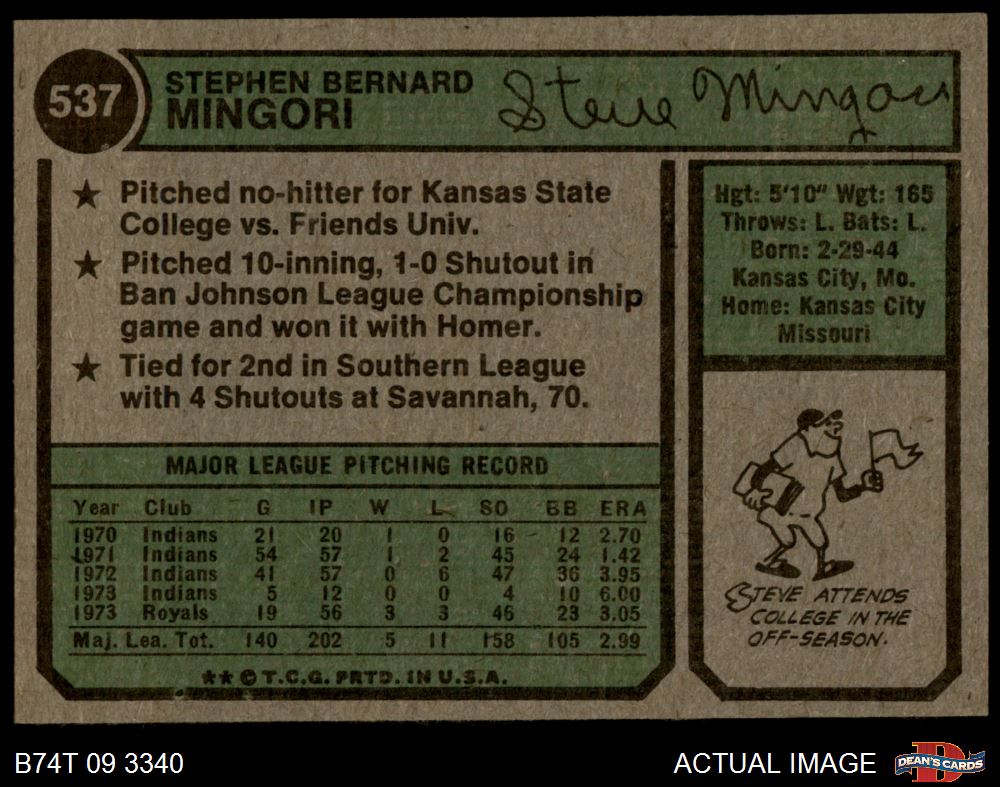 537
STEPHEN BERNARD
MINGORI
Steve Mingori
★ Pitched no-hitter for Kansas State
College vs. Friends Univ.
★ Pitched 10-inning, 1-0 Shutout in
Ban Johnson League Championship
game and won it with Homer.
★ Tied for 2nd in Southern League
with 4 Shutouts at Savannah, 70.
Hgt: 5'10" Wgt: 165
Throws: L. Bats: L.
Born: 2-29-44
Kansas City, Mo.
Home: Kansas City
Missouri
MAJOR LEAGUE PITCHING RECORD
Year Club G IP W L SO BB ERA
1970 Indians 21 20 1 0 16 12 2.70
1971 Indians 54 57 1 2 45 24 1.42
1972 Indians 41 57 0 6 47 36 3.95
1973 Indians 5 12 0 0 4 10 6.00
1973 Royals 19 56 3 3 46 23 3.05
Maj. Lea. Tot. 140 202 5 11 158 105 2.99
★★ © T.C.G. PRTD. IN U.S.A.
STEVE ATTENDS
COLLEGE IN THE
OFF-SEASON.
B74T 09 3340
ACTUAL IMAGE
D
DEAN'S CARDS